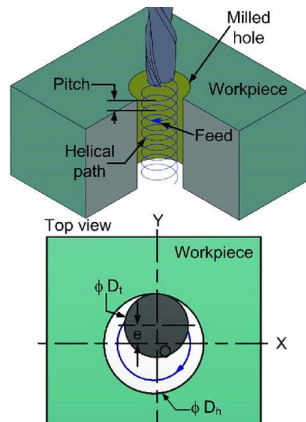 Milled
hole
Pitch
Workpiece
Feed
Helical
path
Top view
Y
Workpiece
ϕ Dt
e
O
X
ϕ Dh